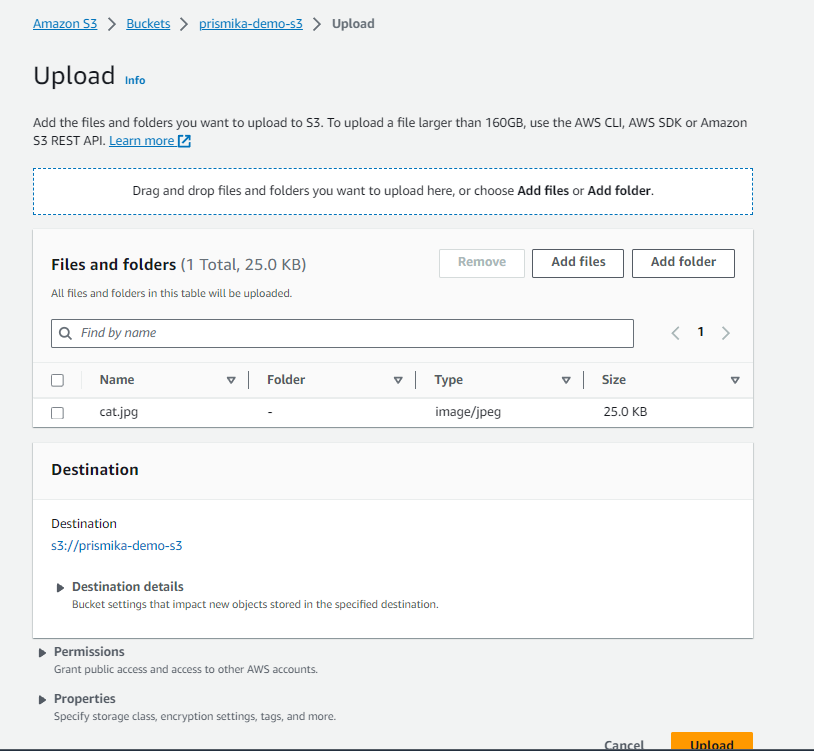 Amazon S3 > Buckets > prismika-demo-s3 > Upload
Upload Info
Add the files and folders you want to upload to S3. To upload a file larger than 160GB, use the AWS CLI, AWS SDK or Amazon
S3 REST API. Learn more
Drag and drop files and folders you want to upload here, or choose Add files or Add folder.
Files and folders (1 Total, 25.0 KB)
Remove
Add files
Add folder
All files and folders in this table will be uploaded.
Find by name
1
Name Folder Type Size
cat.jpg - image/jpeg 25.0 KB
Destination
Destination
s3://prismika-demo-s3
Destination details
Bucket settings that impact new objects stored in the specified destination.
Permissions
Grant public access and access to other AWS accounts.
Properties
Specify storage class, encryption settings, tags, and more.
Cancel Upload